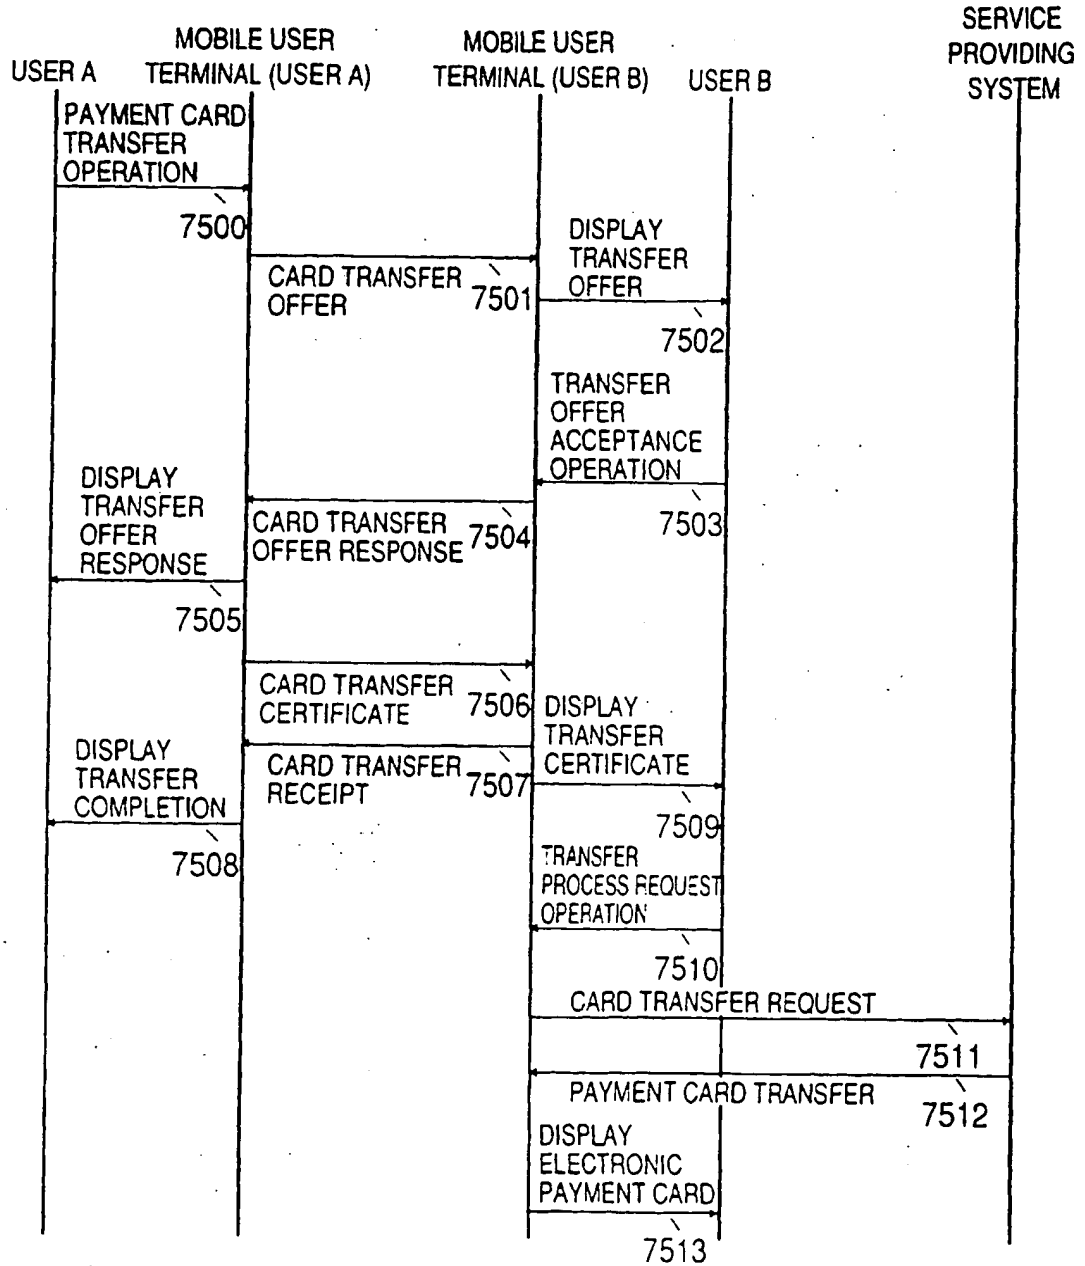 SERVICE
PROVIDING
SYSTEM
MOBILE USER
TERMINAL (USER A)
MOBILE USER
TERMINAL (USER B)
USER A
USER B
PAYMENT CARD
TRANSFER
OPERATION
7500
CARD TRANSFER
OFFER
7501
DISPLAY
TRANSFER
OFFER
7502
TRANSFER
OFFER
ACCEPTANCE
OPERATION
7503
CARD TRANSFER
OFFER RESPONSE
7504
DISPLAY
TRANSFER
OFFER
RESPONSE
7505
CARD TRANSFER
CERTIFICATE
7506
CARD TRANSFER
RECEIPT
7507
DISPLAY
TRANSFER
COMPLETION
7508
DISPLAY
TRANSFER
CERTIFICATE
7509
TRANSFER
PROCESS REQUEST
OPERATION
7510
CARD TRANSFER REQUEST
7511
PAYMENT CARD TRANSFER
7512
DISPLAY
ELECTRONIC
PAYMENT CARD
7513